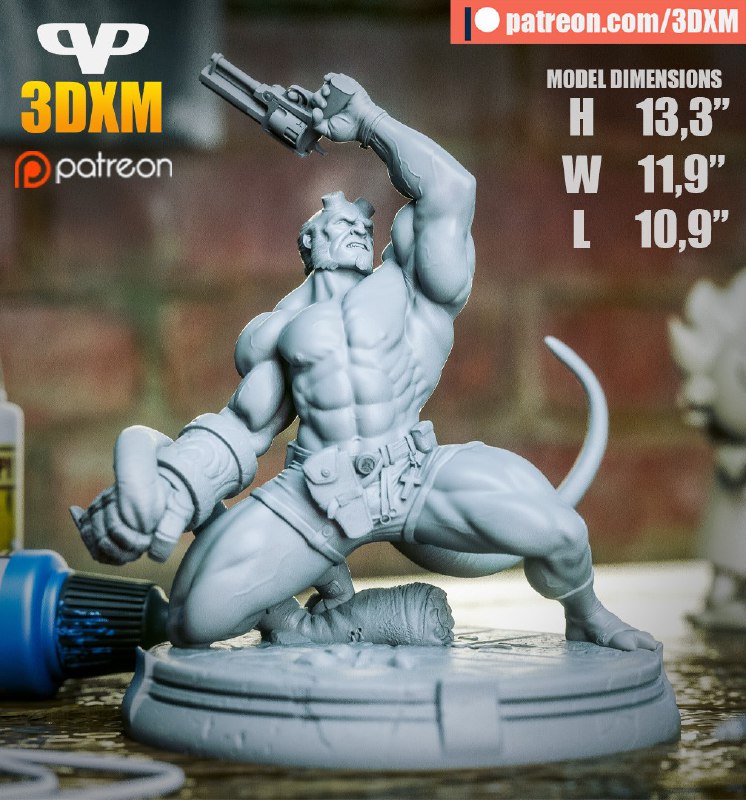 patreon.com/3DXM
3DXM
patreon
MODEL DIMENSIONS
H 13,3”
W 11,9”
L 10,9”